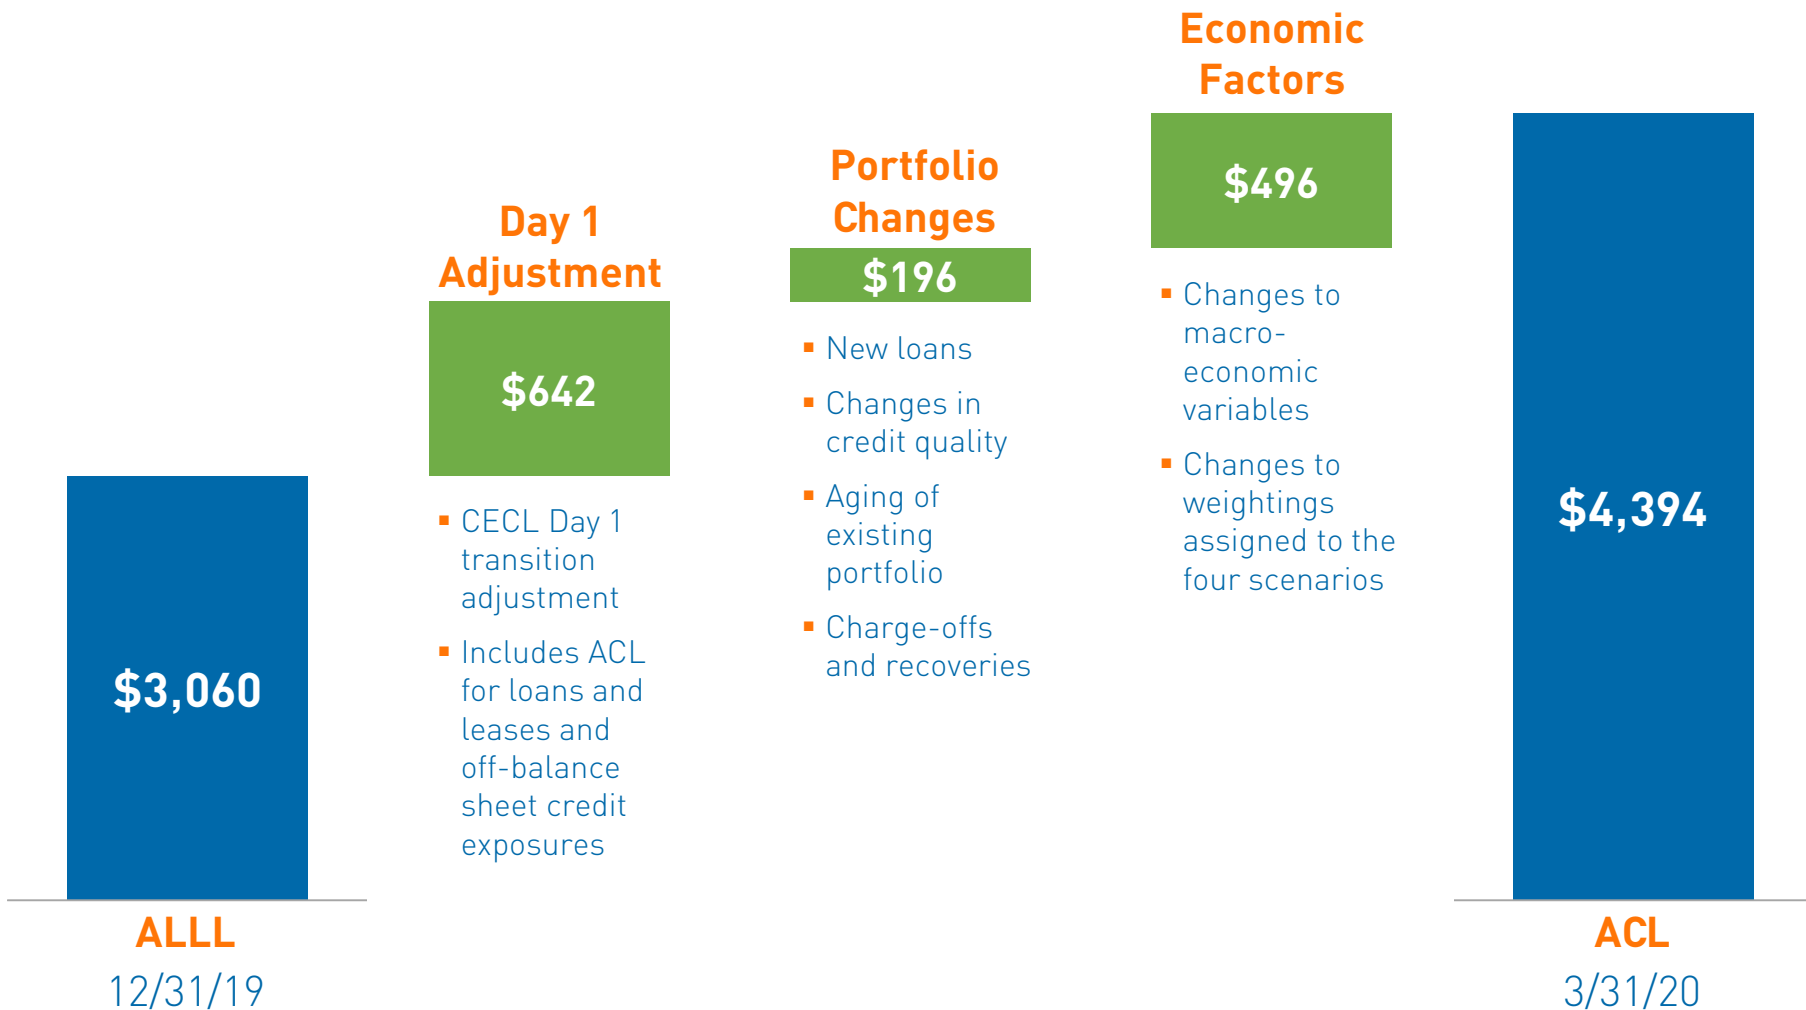 ALLL
12/31/19
$3,060
Day 1
Adjustment
$642
▪ CECL Day 1
transition
adjustment
▪ Includes ACL
for loans and
leases and
off-balance
sheet credit
exposures
Portfolio
Changes
$196
▪ New loans
▪ Changes in
credit quality
▪ Aging of
existing
portfolio
▪ Charge-offs
and recoveries
Economic
Factors
$496
▪ Changes to
macro-
economic
variables
▪ Changes to
weightings
assigned to the
four scenarios
$4,394
ACL
3/31/20